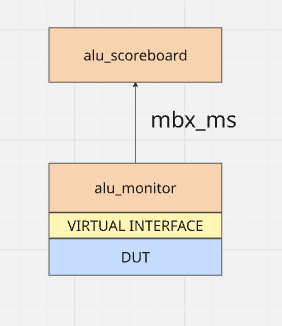 alu_scoreboard
mbx_ms
alu_monitor
VIRTUAL INTERFACE
DUT